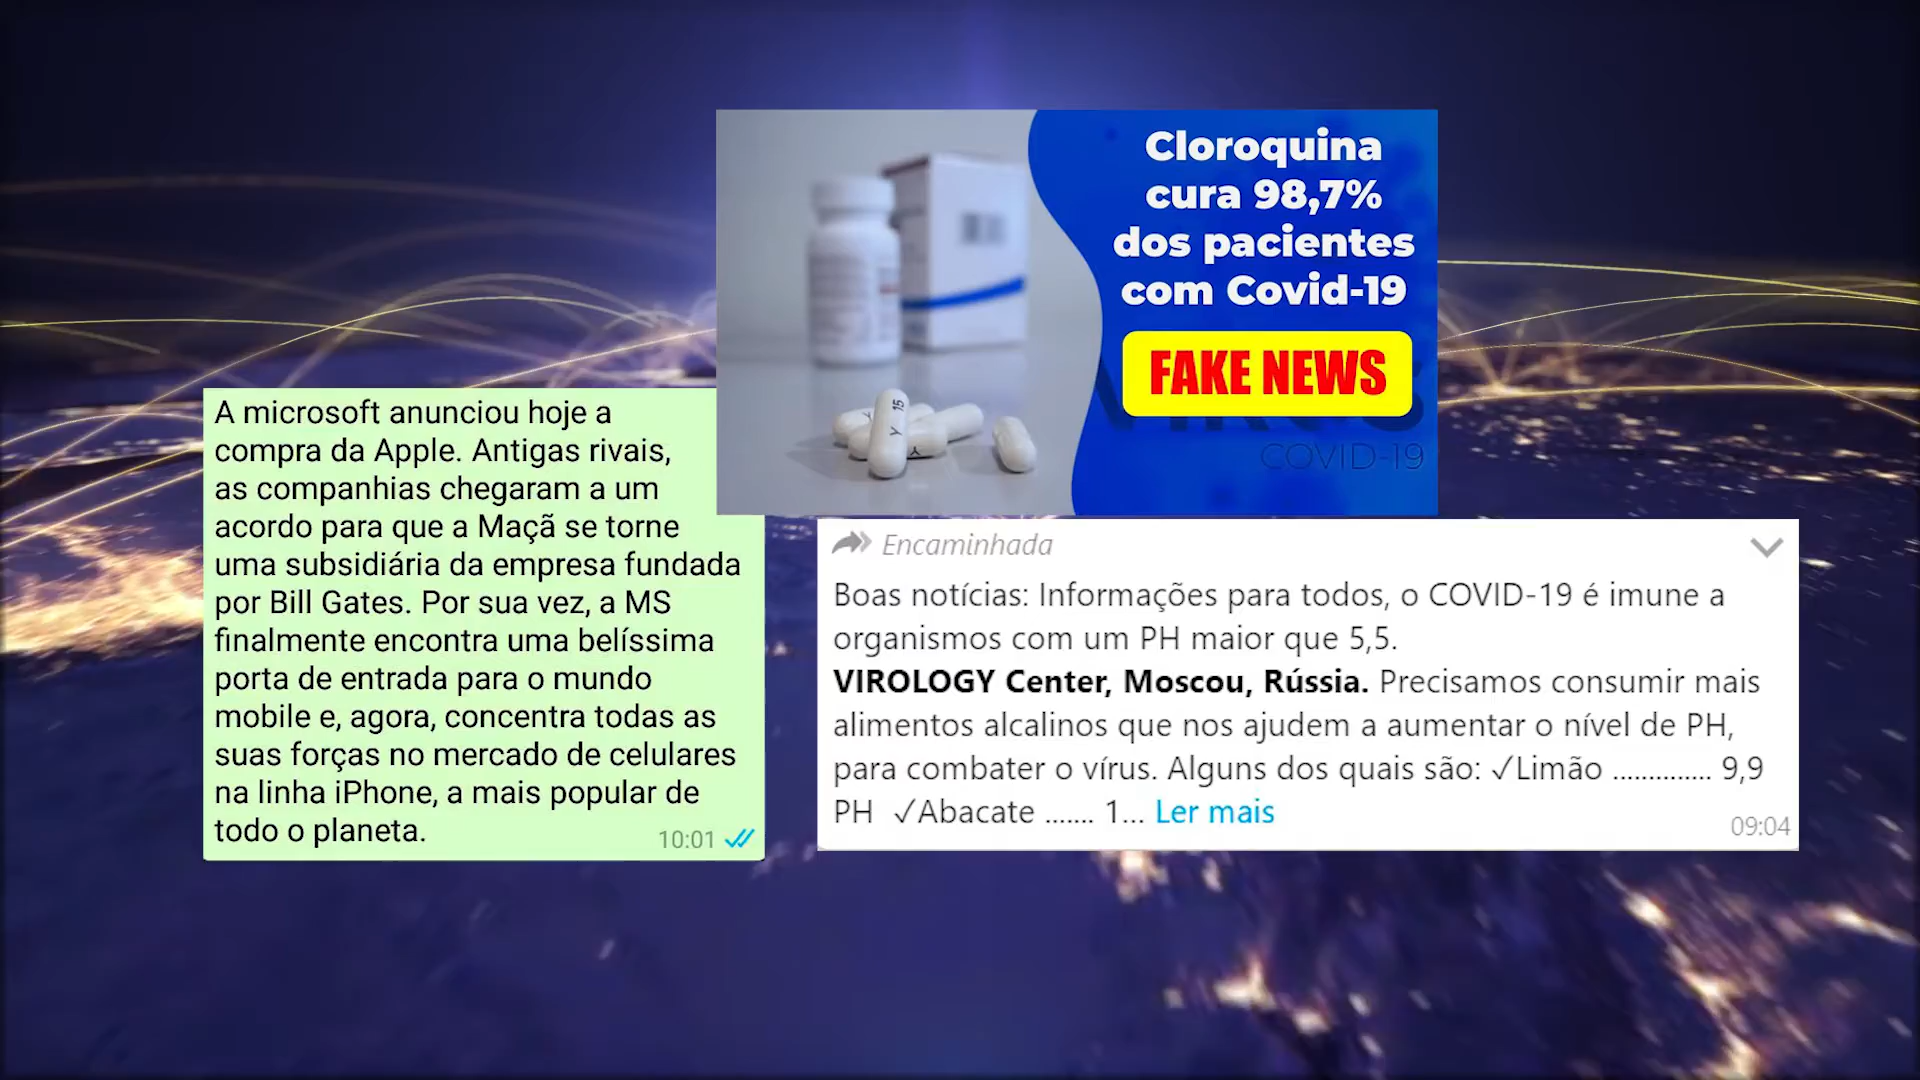 Cloroquina
cura 98,7%
dos pacientes
com Covid-19
FAKE NEWS
VIRUS
COVID-19
15
Y
Y
Y
A microsoft anunciou hoje a
compra da Apple. Antigas rivais,
as companhias chegaram a um
acordo para que a Maçã se torne
uma subsidiária da empresa fundada
por Bill Gates. Por sua vez, a MS
finalmente encontra uma belíssima
porta de entrada para o mundo
mobile e, agora, concentra todas as
suas forças no mercado de celulares
na linha iPhone, a mais popular de
todo o planeta.
10:01
Encaminhada
Boas notícias: Informações para todos, o COVID-19 é imune a
organismos com um PH maior que 5,5.
VIROLOGY Center, Moscou, Rússia. Precisamos consumir mais
alimentos alcalinos que nos ajudem a aumentar o nível de PH,
para combater o vírus. Alguns dos quais são: ✓Limão .............. 9,9
PH ✓Abacate ....... 1... Ler mais
09:04